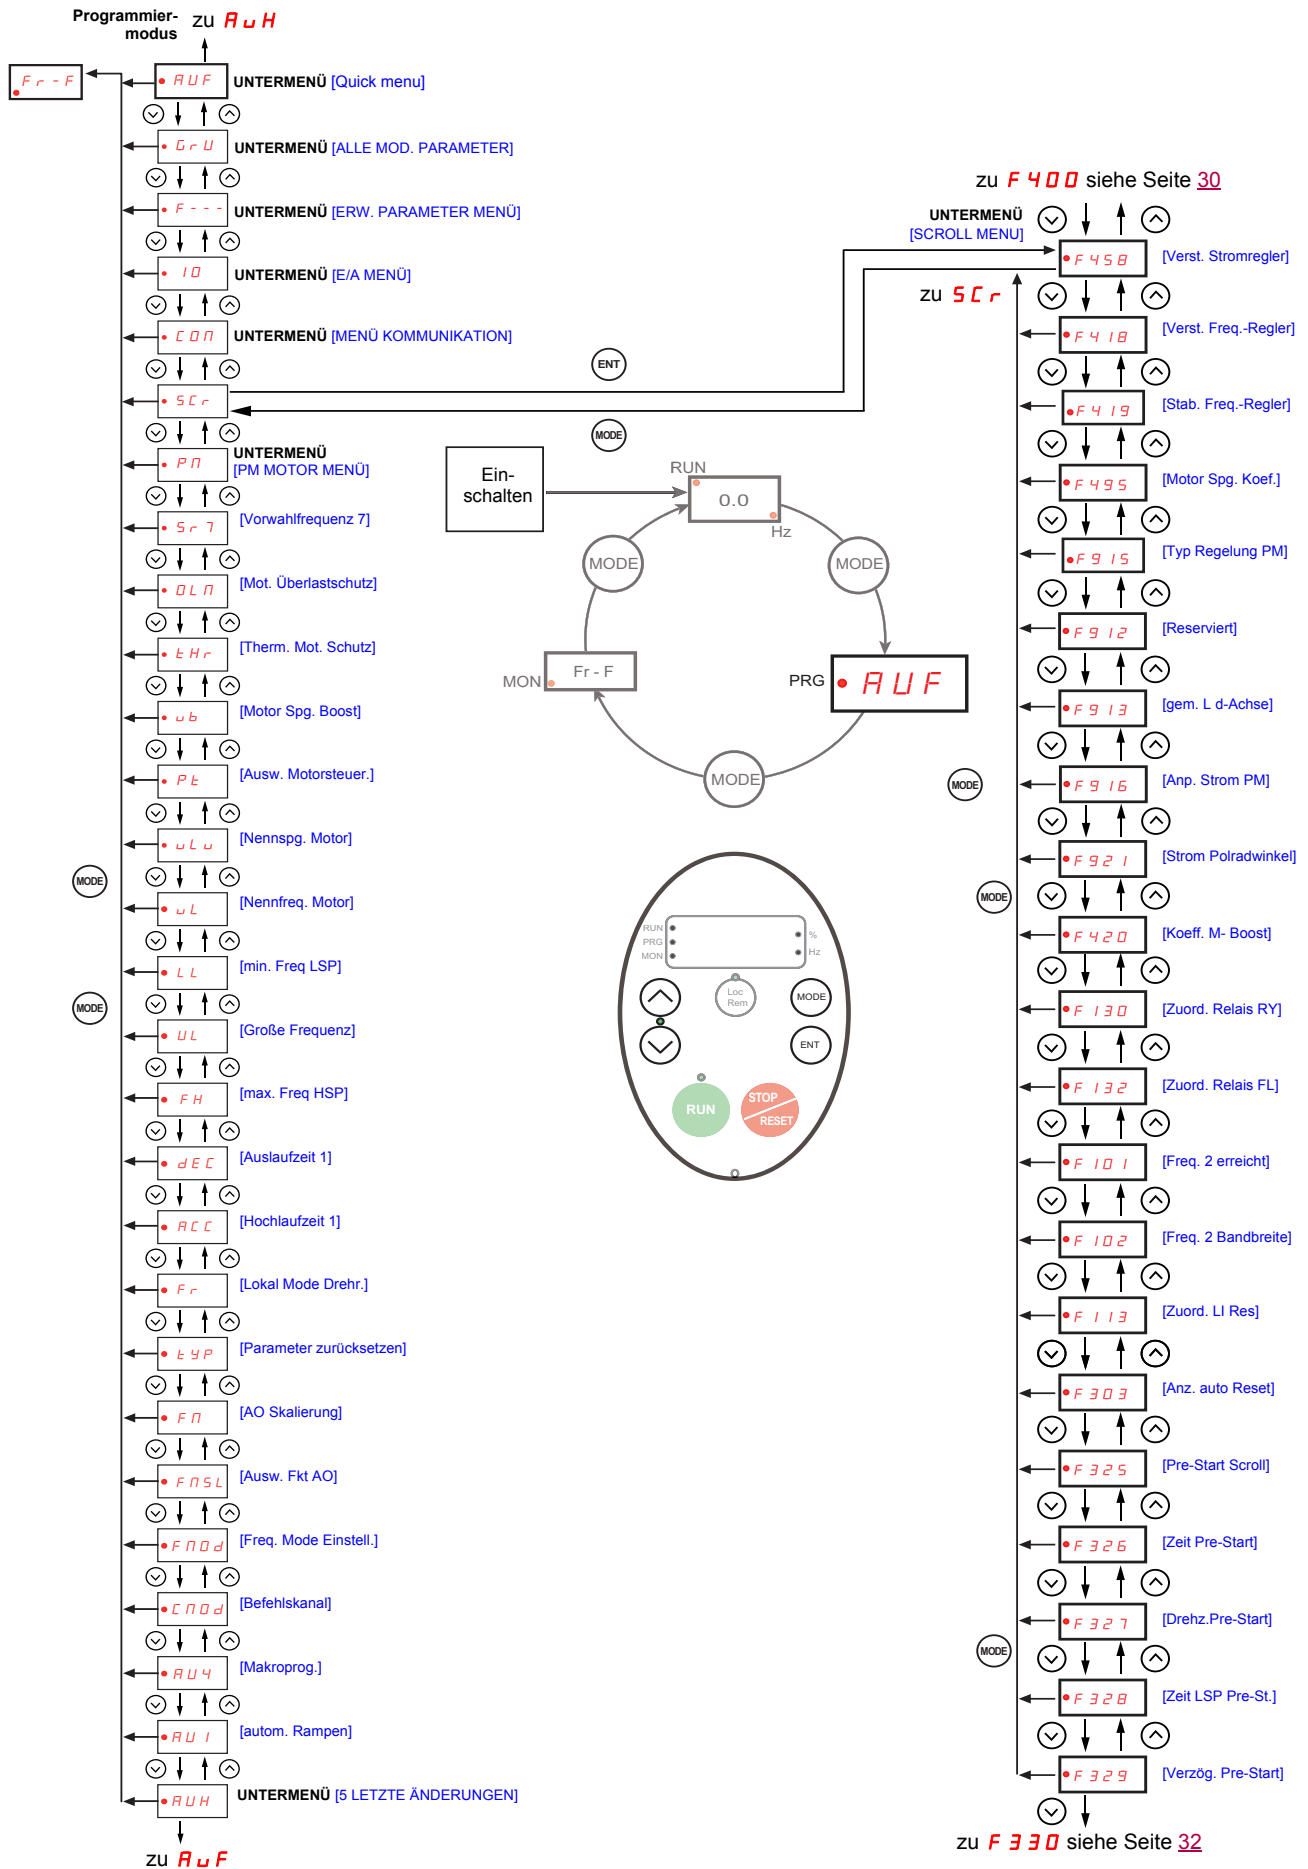 Programmier-
modus
zu AuH
Fr-F
AUF UNTERMENÜ [Quick menu]
GrU UNTERMENÜ [ALLE MOD. PARAMETER]
F--- UNTERMENÜ [ERW. PARAMETER MENÜ]
IO UNTERMENÜ [E/A MENÜ]
COM UNTERMENÜ [MENÜ KOMMUNIKATION]
SCr
PM UNTERMENÜ
[PM MOTOR MENÜ]
Sr7 [Vorwahlfrequenz 7]
OLM [Mot. Überlastschutz]
tHr [Therm. Mot. Schutz]
ub [Motor Spg. Boost]
Pt [Ausw. Motorsteuer.]
uLu [Nennspg. Motor]
MODE
uL [Nennfreq. Motor]
LL [min. Freq LSP]
MODE
UL [Große Frequenz]
FH [max. Freq HSP]
dEC [Auslaufzeit 1]
ACC [Hochlaufzeit 1]
Fr [Lokal Mode Drehr.]
tYP [Parameter zurücksetzen]
FM [AO Skalierung]
FMSL [Ausw. Fkt AO]
FMOd [Freq. Mode Einstell.]
CMOd [Befehlskanal]
AU4 [Makroprog.]
AU1 [autom. Rampen]
AUH UNTERMENÜ [5 LETZTE ÄNDERUNGEN]
zu AuF
ENT
MODE
Ein-
schalten
RUN
0.0
Hz
MODE
MODE
MON
Fr - F
PRG
AUF
MODE
RUN
PRG
MON
%
Hz
Loc
Rem
MODE
ENT
RUN
STOP
RESET
zu F400 siehe Seite 30
UNTERMENÜ
[SCROLL MENU]
F458 [Verst. Stromregler]
zu SCr
F418 [Verst. Freq.-Regler]
F419 [Stab. Freq.-Regler]
F495 [Motor Spg. Koef.]
F915 [Typ Regelung PM]
F912 [Reserviert]
F913 [gem. L d-Achse]
MODE
F916 [Anp. Strom PM]
F921 [Strom Polradwinkel]
MODE
F420 [Koeff. M- Boost]
F130 [Zuord. Relais RY]
F132 [Zuord. Relais FL]
F101 [Freq. 2 erreicht]
F102 [Freq. 2 Bandbreite]
F113 [Zuord. LI Res]
F303 [Anz. auto Reset]
F325 [Pre-Start Scroll]
F326 [Zeit Pre-Start]
F327 [Drehz.Pre-Start]
MODE
F328 [Zeit LSP Pre-St.]
F329 [Verzög. Pre-Start]
zu F330 siehe Seite 32